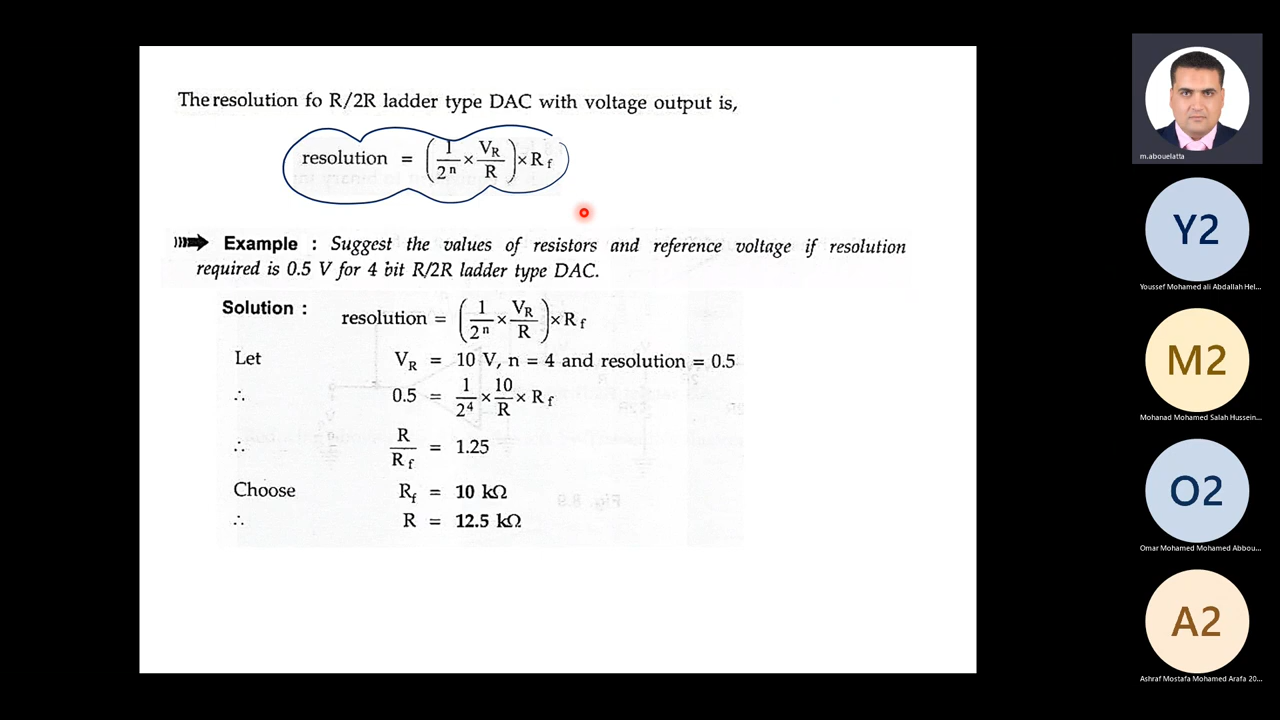 The resolution fo R/2R ladder type DAC with voltage output is,
resolution = (1/2ⁿ × V_R/R) × R_f
Example : Suggest the values of resistors and reference voltage if resolution
required is 0.5 V for 4 bit R/2R ladder type DAC.
Solution : resolution = (1/2ⁿ × V_R/R) × R_f
Let V_R = 10 V, n = 4 and resolution = 0.5
∴ 0.5 = 1/2⁴ × 10/R × R_f
∴ R/R_f = 1.25
Choose R_f = 10 kΩ
∴ R = 12.5 kΩ
m.abouelatta
Y2
Youssef Mohamed ali Abdallah Hel...
M2
Mohanad Mohamed Salah Hussein...
O2
Omar Mohamed Mohamed Abbou...
A2
Ashraf Mostafa Mohamed Arafa 20...